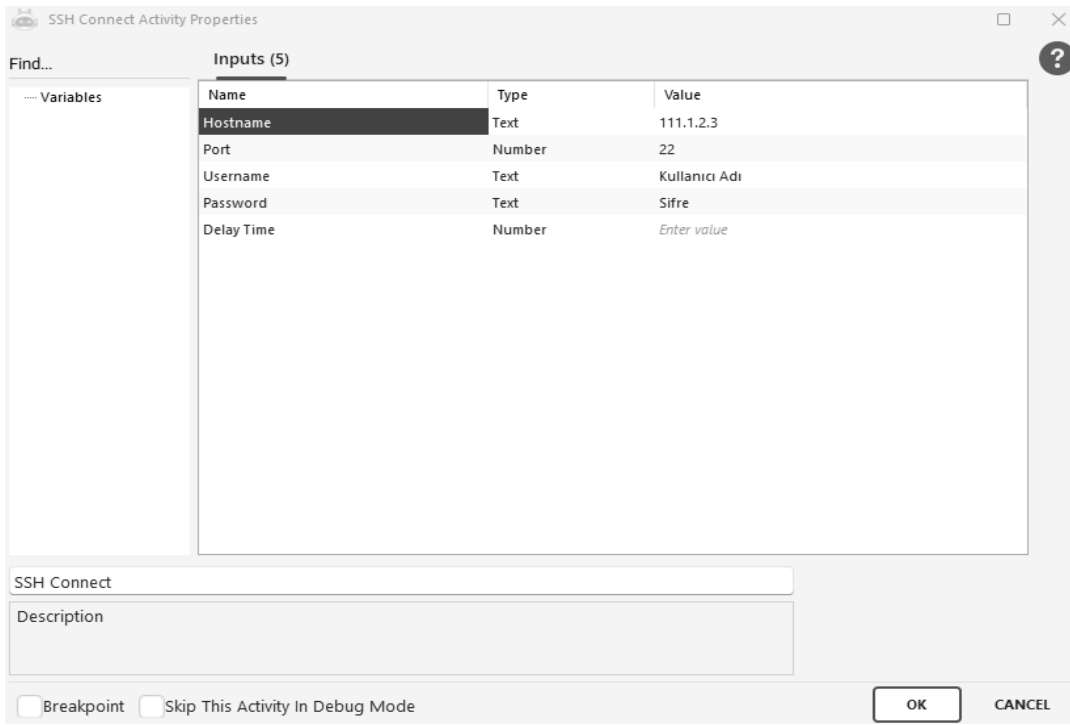 SSH Connect Activity Properties
Find...
Inputs (5)
?
Variables
Name Type Value
Hostname Text 111.1.2.3
Port Number 22
Username Text Kullanıcı Adı
Password Text Sifre
Delay Time Number Enter value
SSH Connect
Description
Breakpoint Skip This Activity In Debug Mode OK CANCEL